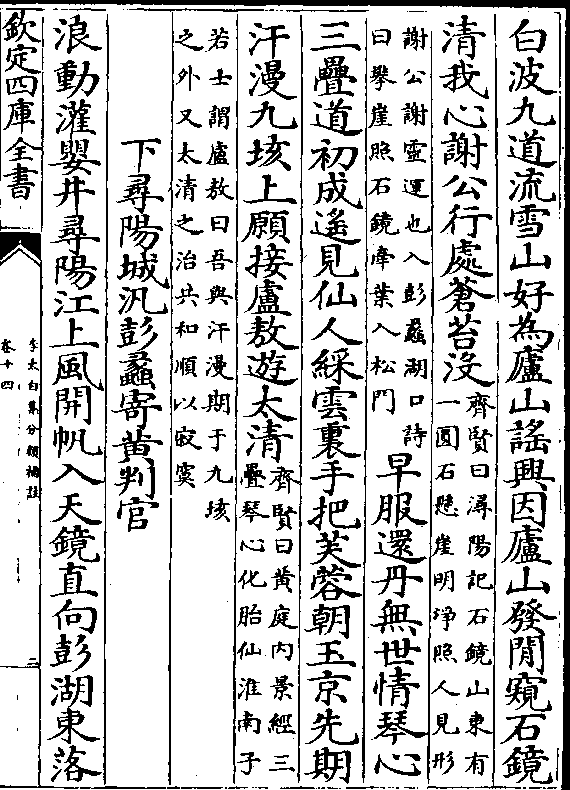 白波九道流雪山好為廬山謠興因廬山發閒窺石鏡
清我心謝公行處蒼苔沒
齊賢曰潯陽記石鏡山東有
一圓石懸崖明淨照人見形
謝公謝靈運也入彭蠡湖口詩
曰攀崖照石鏡牽葉入松門
早服還丹無世情琴心
三疊道初成遙見仙人綵雲裏手把芙蓉朝玉京先期
汗漫九垓上願接盧敖遊太清
齊賢曰黃庭內景經三
疊琴心化胎仙淮南子
若士謂盧敖曰吾與汗漫期于九垓
之外又太清之治共和順以寂寞
下尋陽城汎彭蠡寄黃判官
浪動灌嬰井尋陽江上風開帆入天鏡直向彭湖東落
欽定四庫全書
李太白集分類補註
卷十四
二